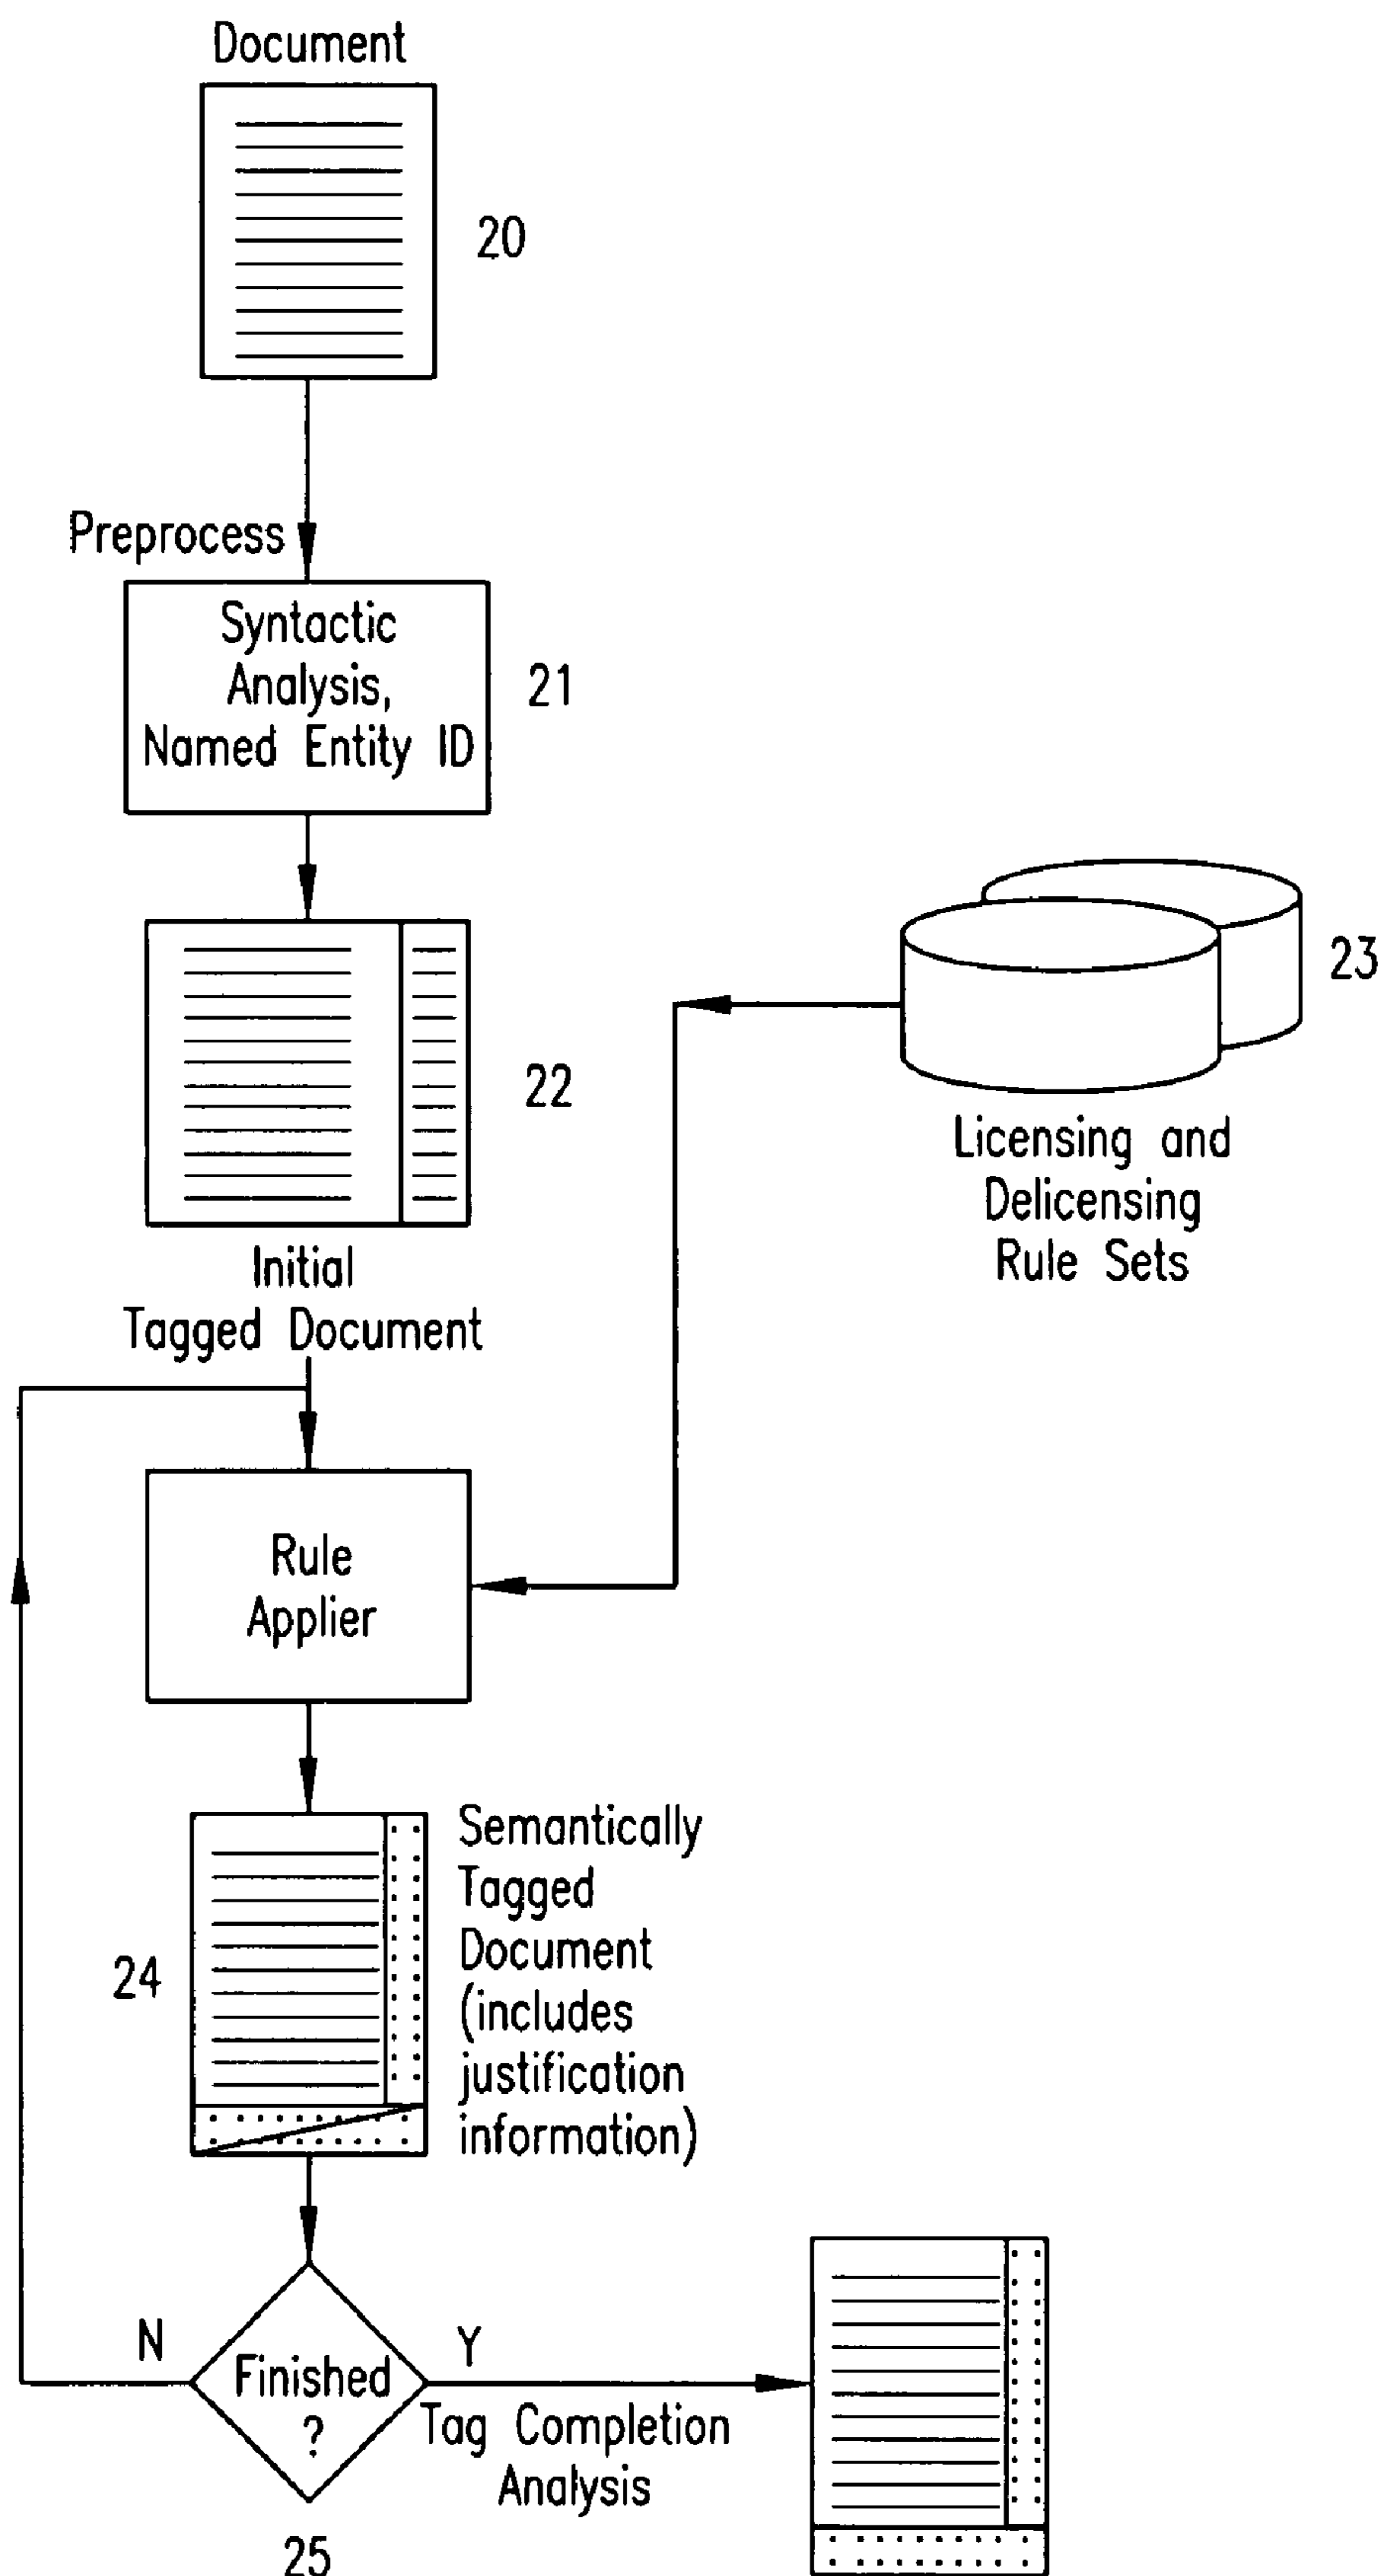 Document
20
Preprocess
Syntactic
Analysis,
Named Entity ID
21
22
23
Licensing and
Delicensing
Rule Sets
Initial
Tagged Document
Rule
Applier
Semantically
Tagged
Document
(includes
justification
information)
24
N
Finished
?
Y
Tag Completion
Analysis
25